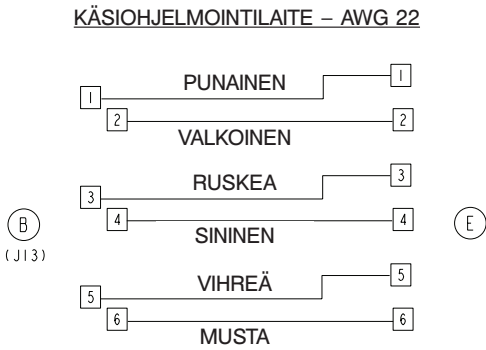 KÄSIOHJELMOINTILAITE – AWG 22
1 PUNAINEN 1
2 VALKOINEN 2
3 RUSKEA 3
4 SININEN 4
B (J13) E
5 VIHREÄ 5
6 MUSTA 6